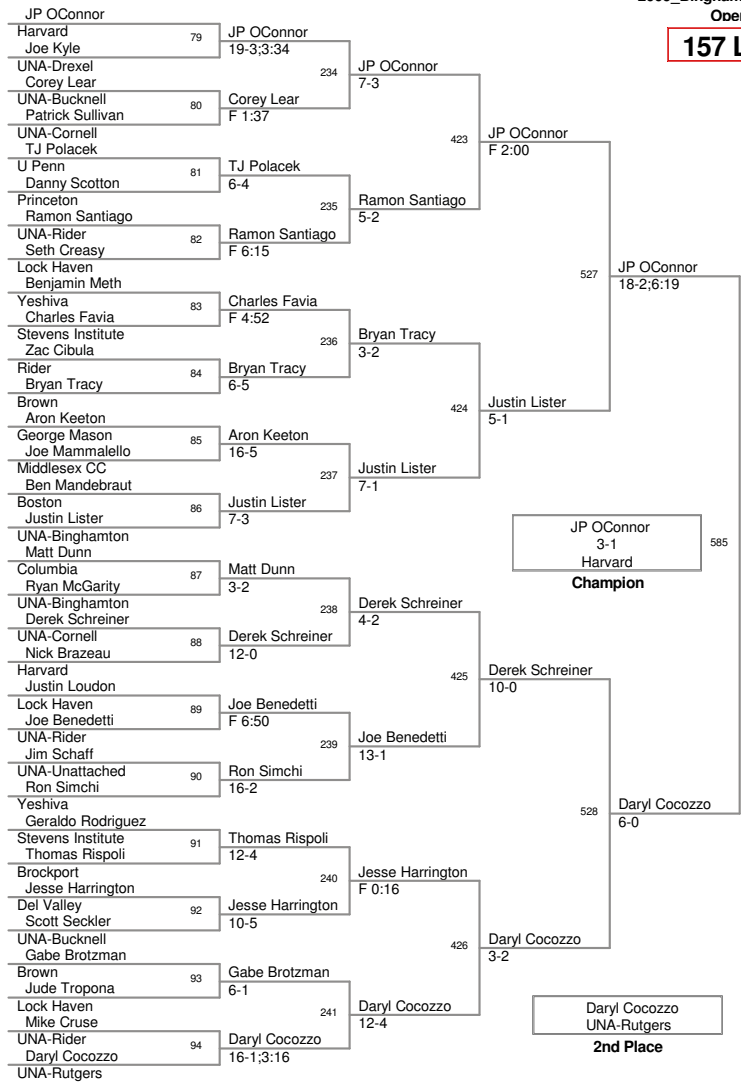 Oper
157 L
JP OConnor
Harvard
Joe Kyle
UNA-Drexel
Corey Lear
UNA-Bucknell
Patrick Sullivan
UNA-Cornell
TJ Polacek
U Penn
Danny Scotton
Princeton
Ramon Santiago
UNA-Rider
Seth Creasy
Lock Haven
Benjamin Meth
Yeshiva
Charles Favia
Stevens Institute
Zac Cibula
Rider
Bryan Tracy
Brown
Aron Keeton
George Mason
Joe Mammalello
Middlesex CC
Ben Mandebraut
Boston
Justin Lister
UNA-Binghamton
Matt Dunn
Columbia
Ryan McGarity
UNA-Binghamton
Derek Schreiner
UNA-Cornell
Nick Brazeau
Harvard
Justin Loudon
Lock Haven
Joe Benedetti
UNA-Rider
Jim Schaff
UNA-Unattached
Ron Simchi
Yeshiva
Geraldo Rodriguez
Stevens Institute
Thomas Rispoli
Brockport
Jesse Harrington
Del Valley
Scott Seckler
UNA-Bucknell
Gabe Brotzman
Brown
Jude Tropona
Lock Haven
Mike Cruse
UNA-Rider
Daryl Cocozzo
UNA-Rutgers
79
80
81
82
83
84
85
86
87
88
89
90
91
92
93
94
JP OConnor
19-3;3:34
Corey Lear
F 1:37
TJ Polacek
6-4
Ramon Santiago
F 6:15
Charles Favia
F 4:52
Bryan Tracy
6-5
Aron Keeton
16-5
Justin Lister
7-3
Matt Dunn
3-2
Derek Schreiner
12-0
Joe Benedetti
F 6:50
Ron Simchi
16-2
Thomas Rispoli
12-4
Jesse Harrington
10-5
Gabe Brotzman
6-1
Daryl Cocozzo
16-1;3:16
234
235
236
237
238
239
240
241
JP OConnor
7-3
Ramon Santiago
5-2
Bryan Tracy
3-2
Justin Lister
7-1
Derek Schreiner
4-2
Joe Benedetti
13-1
Jesse Harrington
F 0:16
Daryl Cocozzo
12-4
423
424
425
426
JP OConnor
F 2:00
Justin Lister
5-1
Derek Schreiner
10-0
Daryl Cocozzo
3-2
527
528
JP OConnor
18-2;6:19
Daryl Cocozzo
6-0
JP OConnor
3-1
Harvard
585
Champion
Daryl Cocozzo
UNA-Rutgers
2nd Place